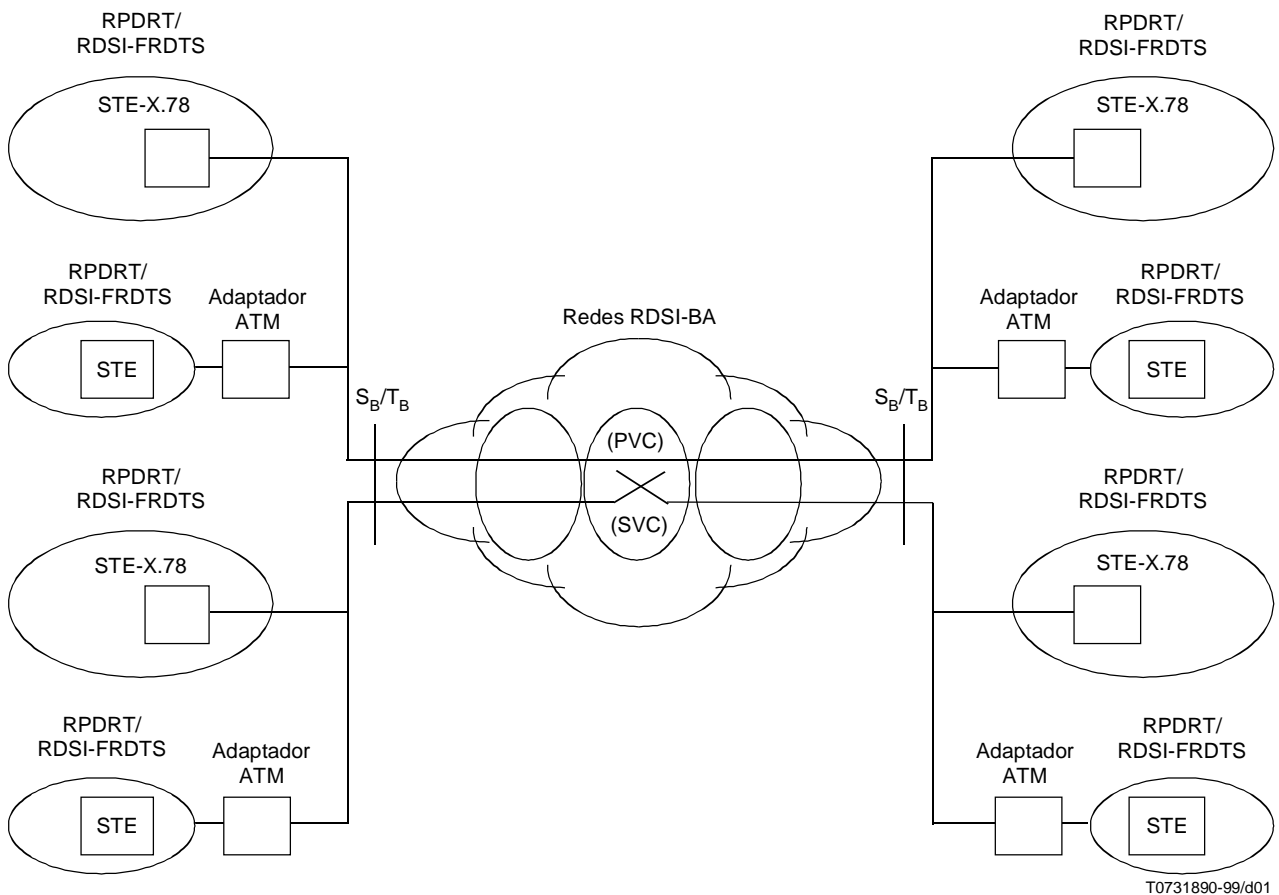 RPDRT/
RDSI-FRDTS
STE-X.78
RPDRT/
RDSI-FRDTS
STE-X.78
RPDRT/
RDSI-FRDTS
Adaptador
ATM
STE
Redes RDSI-BA
Adaptador
ATM
RPDRT/
RDSI-FRDTS
STE
SB/TB
(PVC)
(SVC)
SB/TB
RPDRT/
RDSI-FRDTS
STE-X.78
RPDRT/
RDSI-FRDTS
STE-X.78
RPDRT/
RDSI-FRDTS
Adaptador
ATM
STE
Adaptador
ATM
RPDRT/
RDSI-FRDTS
STE
T0731890-99/d01